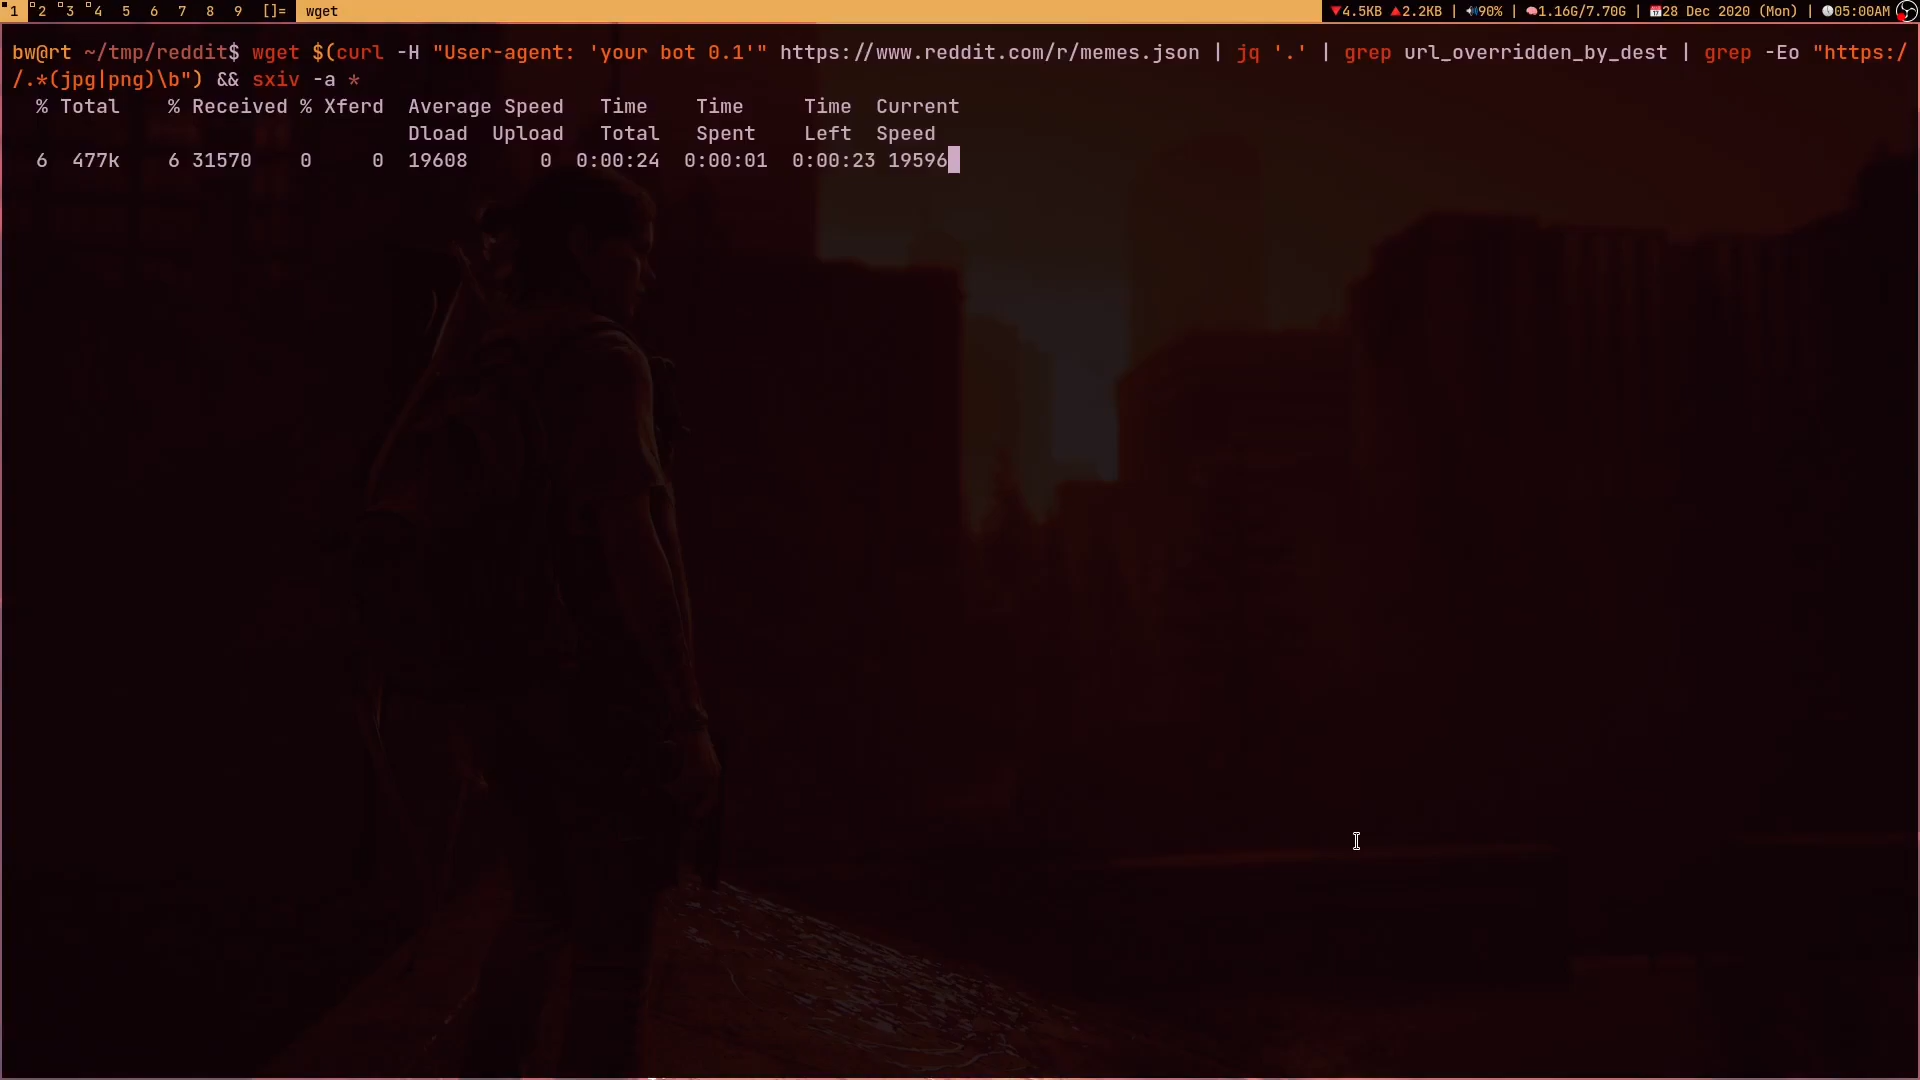 1 2 3 4 5 6 7 8 9 []= wget ▼4.5KB ▲2.2KB | 🔊90% | 🧠1.16G/7.70G | 📅28 Dec 2020 (Mon) | 🕔05:00AM
bw@rt ~/tmp/reddit$ wget $(curl -H "User-agent: 'your bot 0.1'" https://www.reddit.com/r/memes.json | jq '.' | grep url_overridden_by_dest | grep -Eo "https:/
/.*(jpg|png)\b") && sxiv -a *
% Total % Received % Xferd Average Speed Time Time Time Current
Dload Upload Total Spent Left Speed
6 477k 6 31570 0 0 19608 0 0:00:24 0:00:01 0:00:23 19596